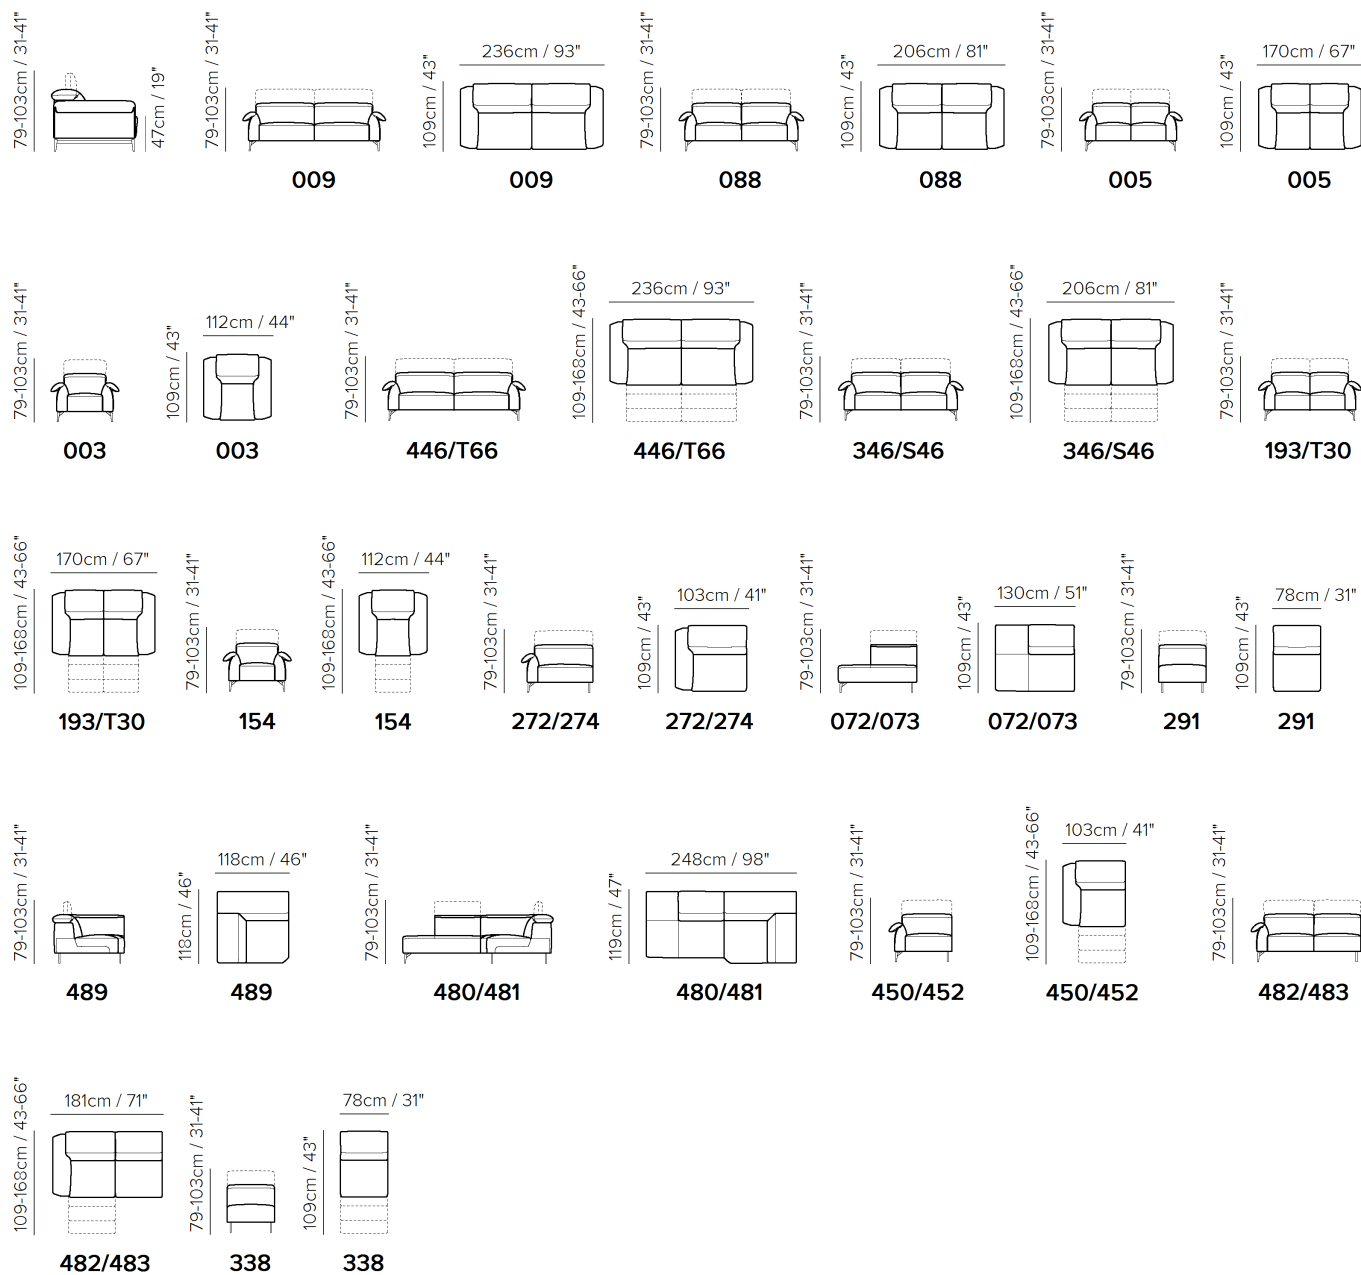 79-103cm / 31-41"
47cm / 19"
79-103cm / 31-41"
009
109cm / 43"
236cm / 93"
009
79-103cm / 31-41"
088
109cm / 43"
206cm / 81"
088
79-103cm / 31-41"
005
109cm / 43"
170cm / 67"
005
79-103cm / 31-41"
003
109cm / 43"
112cm / 44"
003
79-103cm / 31-41"
446/T66
109-168cm / 43-66"
236cm / 93"
446/T66
79-103cm / 31-41"
346/S46
109-168cm / 43-66"
206cm / 81"
346/S46
79-103cm / 31-41"
193/T30
109-168cm / 43-66"
170cm / 67"
193/T30
79-103cm / 31-41"
154
109-168cm / 43-66"
112cm / 44"
154
79-103cm / 31-41"
272/274
109cm / 43"
103cm / 41"
272/274
79-103cm / 31-41"
072/073
109cm / 43"
130cm / 51"
072/073
79-103cm / 31-41"
291
109cm / 43"
78cm / 31"
291
79-103cm / 31-41"
489
118cm / 46"
118cm / 46"
489
79-103cm / 31-41"
480/481
119cm / 47"
248cm / 98"
480/481
79-103cm / 31-41"
450/452
109-168cm / 43-66"
103cm / 41"
450/452
79-103cm / 31-41"
482/483
109-168cm / 43-66"
181cm / 71"
482/483
79-103cm / 31-41"
338
109cm / 43"
78cm / 31"
338